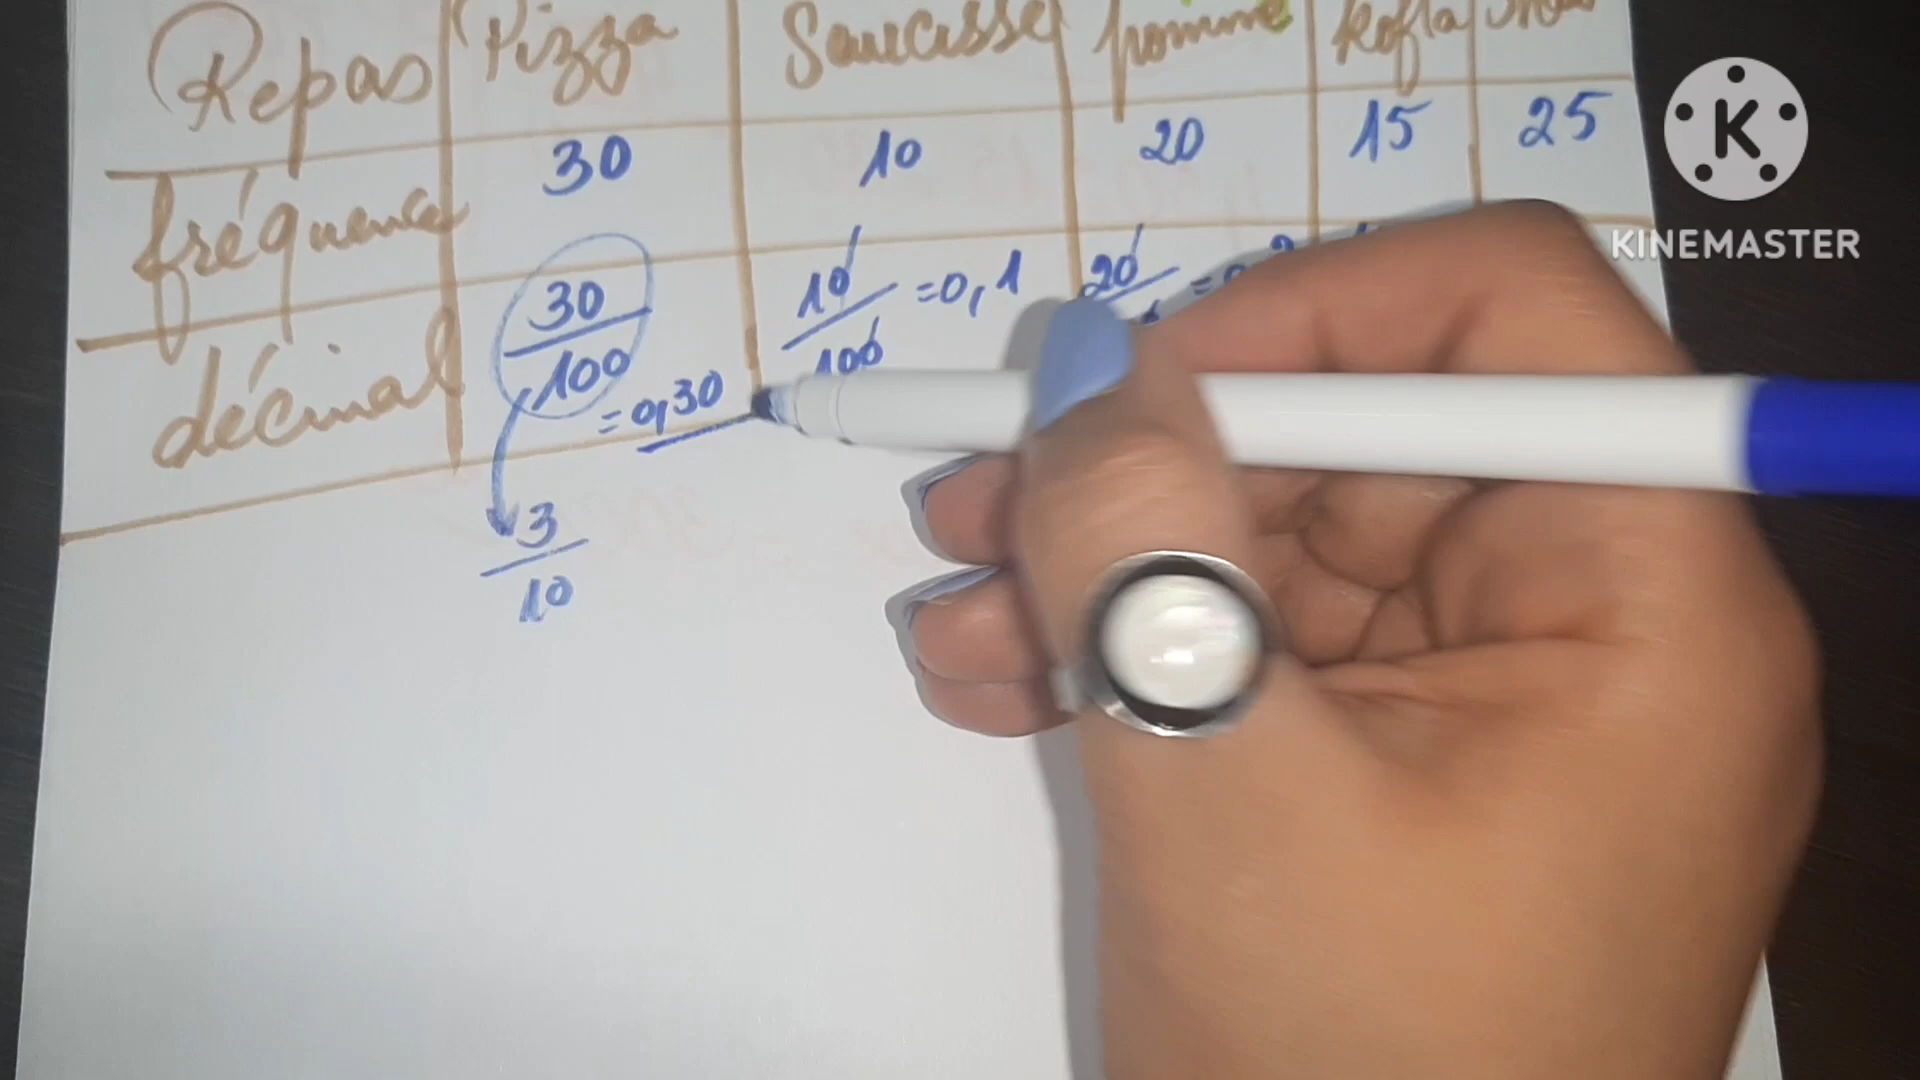 Repas Pizza Saucisse pomme kofta
fréquence 30 10 20 15 25
décimal 30/100 = 0,30 10/100 = 0,1 20
3/10
K
KINEMASTER